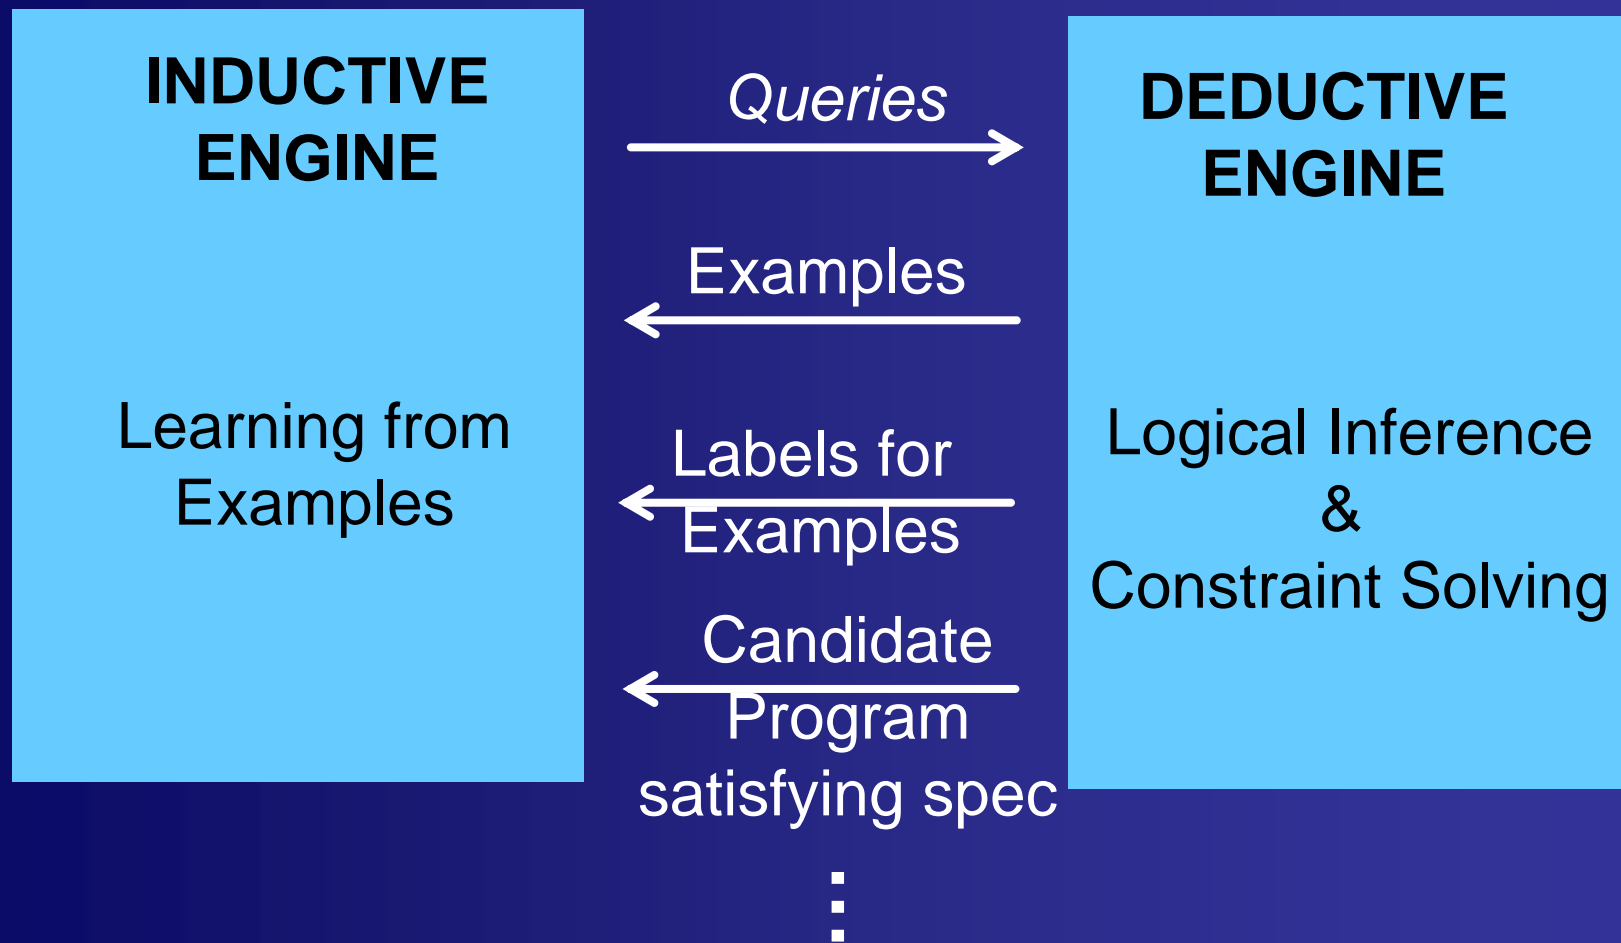 INDUCTIVE
ENGINE
Learning from
Examples
Queries
Examples
Labels for
Examples
Candidate
Program
satisfying spec
DEDUCTIVE
ENGINE
Logical Inference
&
Constraint Solving